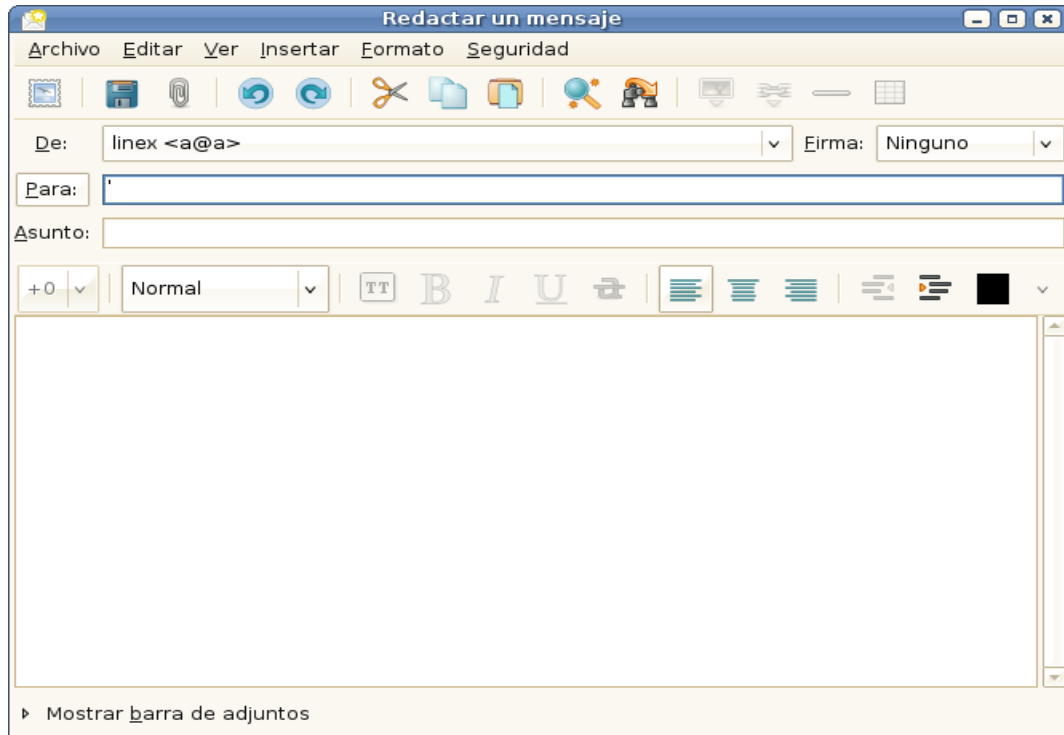 Redactar un mensaje
Archivo Editar Ver Insertar Formato Seguridad
De: linex <a@a> Firma: Ninguno
Para: '
Asunto:
+0 Normal TT B I U a
Mostrar barra de adjuntos